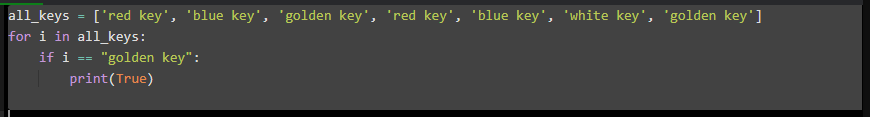 all_keys = ['red key', 'blue key', 'golden key', 'red key', 'blue key', 'white key', 'golden key']
for i in all_keys:
    if i == "golden key":
        print(True)